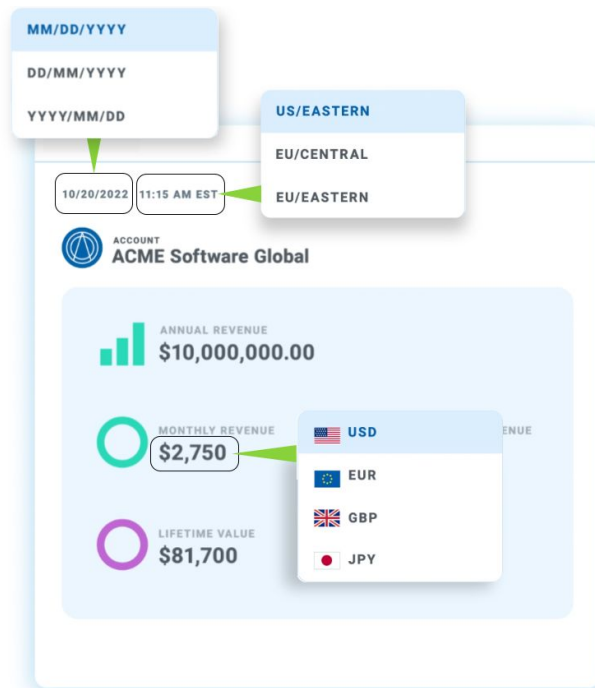 MM/DD/YYYY
DD/MM/YYYY
YYYY/MM/DD
US/EASTERN
EU/CENTRAL
EU/EASTERN
10/20/2022 11:15 AM EST
ACCOUNT
ACME Software Global
ANNUAL REVENUE
$10,000,000.00
MONTHLY REVENUE
$2,750
USD
EUR
GBP
JPY
ENUE
LIFETIME VALUE
$81,700